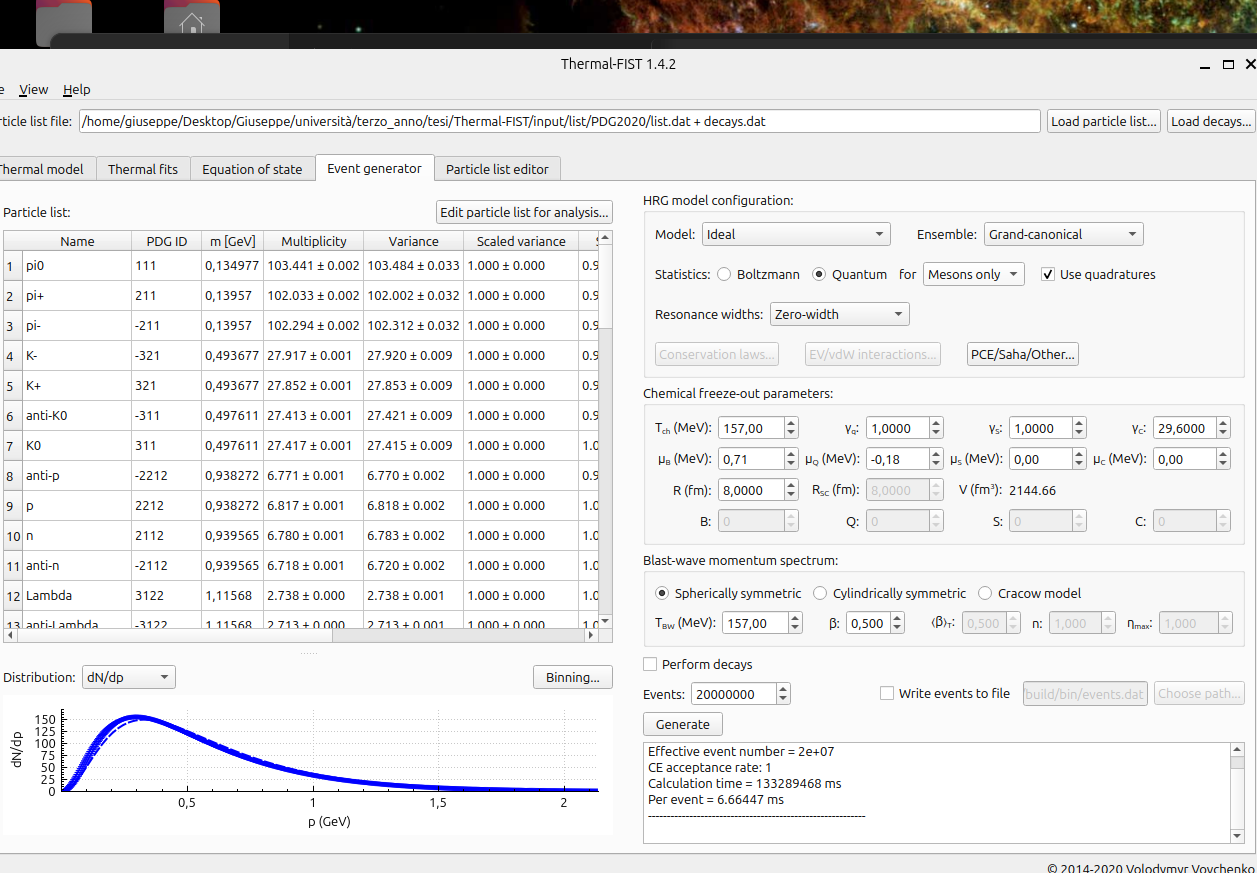 Thermal-FIST 1.4.2
e View Help
rticle list file: /home/giuseppe/Desktop/Giuseppe/università/terzo_anno/tesi/Thermal-FIST/input/list/PDG2020/list.dat + decays.dat Load particle list... Load decays...
Thermal model Thermal fits Equation of state Event generator Particle list editor
Particle list: Edit particle list for analysis...
Name PDG ID m [GeV] Multiplicity Variance Scaled variance S
1 pi0 111 0,134977 103.441 ± 0.002 103.484 ± 0.033 1.000 ± 0.000 0.9
2 pi+ 211 0,13957 102.033 ± 0.002 102.002 ± 0.032 1.000 ± 0.000 0.9
3 pi- -211 0,13957 102.294 ± 0.002 102.312 ± 0.032 1.000 ± 0.000 0.9
4 K- -321 0,493677 27.917 ± 0.001 27.920 ± 0.009 1.000 ± 0.000 0.9
5 K+ 321 0,493677 27.852 ± 0.001 27.853 ± 0.009 1.000 ± 0.000 0.9
6 anti-K0 -311 0,497611 27.413 ± 0.001 27.421 ± 0.009 1.000 ± 0.000 0.9
7 K0 311 0,497611 27.417 ± 0.001 27.415 ± 0.009 1.000 ± 0.000 1.0
8 anti-p -2212 0,938272 6.771 ± 0.001 6.770 ± 0.002 1.000 ± 0.000 0.9
9 p 2212 0,938272 6.817 ± 0.001 6.818 ± 0.002 1.000 ± 0.000 1.0
10 n 2112 0,939565 6.780 ± 0.001 6.783 ± 0.002 1.000 ± 0.000 1.0
11 anti-n -2112 0,939565 6.718 ± 0.001 6.720 ± 0.002 1.000 ± 0.000 1.0
12 Lambda 3122 1,11568 2.738 ± 0.000 2.738 ± 0.001 1.000 ± 0.000 1.0
13 anti-Lambda -3122 1,11568 2.713 ± 0.000 2.713 ± 0.001 1.000 ± 0.000 1.0
Distribution: dN/dp Binning...
dN/dp
150
125
100
75
50
25
0
0,5 1 1,5 2
p (GeV)
HRG model configuration:
Model: Ideal Ensemble: Grand-canonical
Statistics: Boltzmann Quantum for Mesons only Use quadratures
Resonance widths: Zero-width
Conservation laws... EV/vdW interactions... PCE/Saha/Other...
Chemical freeze-out parameters:
Tch (MeV): 157,00 γq: 1,0000 γS: 1,0000 γC: 29,6000
μB (MeV): 0,71 μQ (MeV): -0,18 μS (MeV): 0,00 μC (MeV): 0,00
R (fm): 8,0000 RSC (fm): 8,0000 V (fm³): 2144.66
B: 0 Q: 0 S: 0 C: 0
Blast-wave momentum spectrum:
Spherically symmetric Cylindrically symmetric Cracow model
TBW (MeV): 157,00 β: 0,500 ⟨β⟩T: 0,500 n: 1,000 ηmax: 1,000
Perform decays
Events: 20000000 Write events to file build/bin/events.dat Choose path...
Generate
Effective event number = 2e+07
CE acceptance rate: 1
Calculation time = 133289468 ms
Per event = 6.66447 ms
----------------------------------------------------------
© 2014-2020 Volodymyr Vovchenko